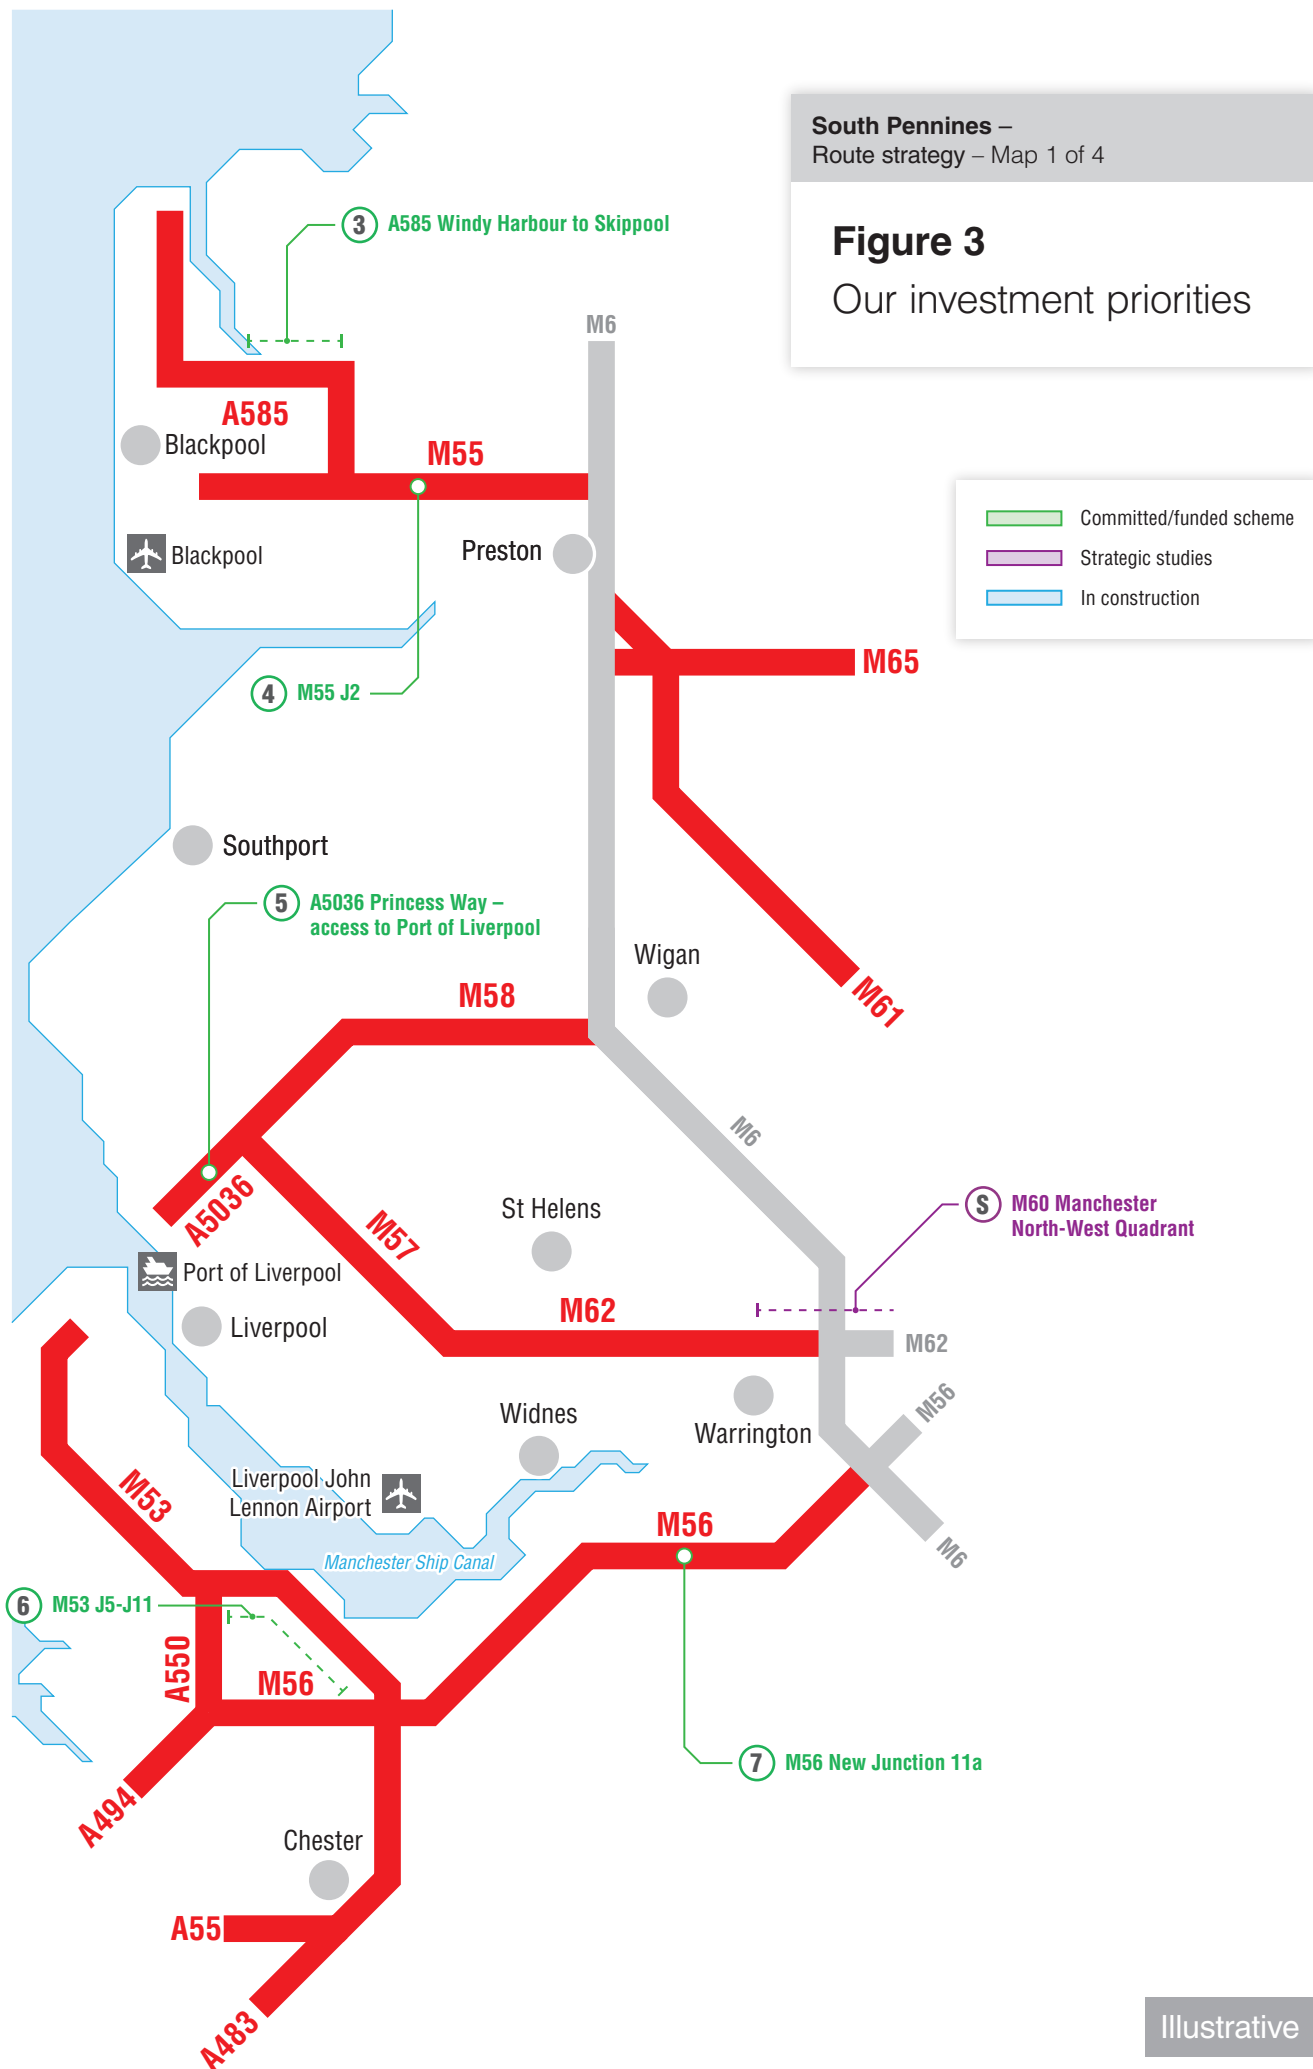 South Pennines –
Route strategy – Map 1 of 4
Figure 3
Our investment priorities
3 A585 Windy Harbour to Skippool
M6
A585
Blackpool
M55
Committed/funded scheme
Strategic studies
In construction
Blackpool
Preston
M65
4 M55 J2
Southport
5 A5036 Princess Way –
access to Port of Liverpool
Wigan
M58
M61
M6
A5036
M57
St Helens
S M60 Manchester
North-West Quadrant
Port of Liverpool
Liverpool
M62
M62
M56
Widnes
Warrington
Liverpool John
Lennon Airport
M53
M56
M6
Manchester Ship Canal
6 M53 J5-J11
A550
M56
7 M56 New Junction 11a
A494
Chester
A55
A483
Illustrative